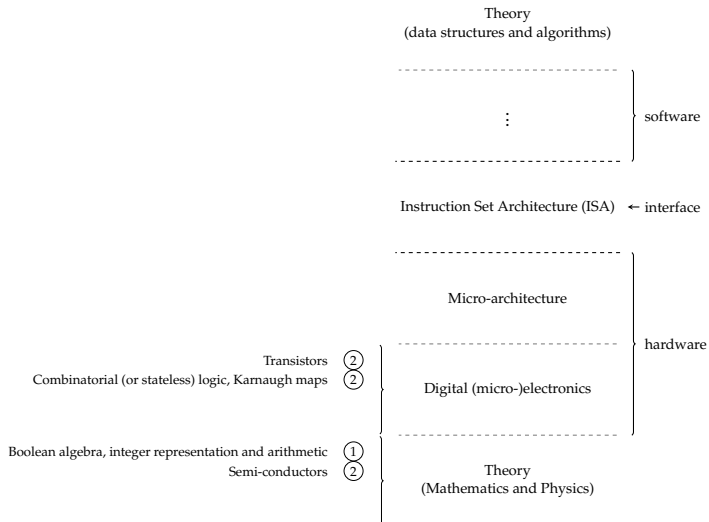 Theory
(data structures and algorithms)
⋮
software
Instruction Set Architecture (ISA) ← interface
Micro-architecture
hardware
Transistors ②
Combinatorial (or stateless) logic, Karnaugh maps ②
Digital (micro-)electronics
Boolean algebra, integer representation and arithmetic ①
Semi-conductors ②
Theory
(Mathematics and Physics)